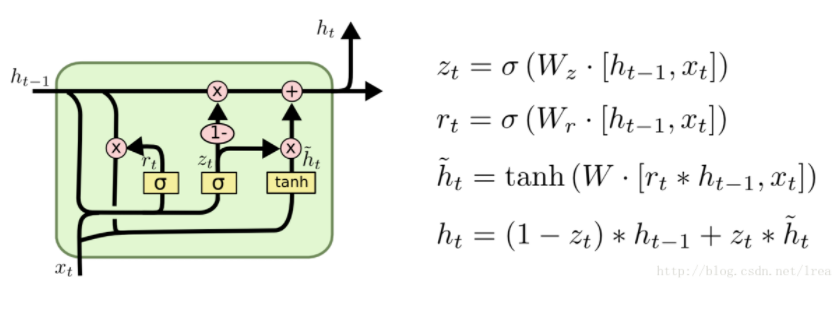 h_t
h_{t-1}
x
+
1-
x
x
r_t
z_t
h̃_t
σ
σ
tanh
x_t
z_t = σ (W_z · [h_{t-1}, x_t])
r_t = σ (W_r · [h_{t-1}, x_t])
h̃_t = tanh (W · [r_t * h_{t-1}, x_t])
h_t = (1 − z_t) * h_{t-1} + z_t * h̃_t
http://blog.csdn.net/lrea